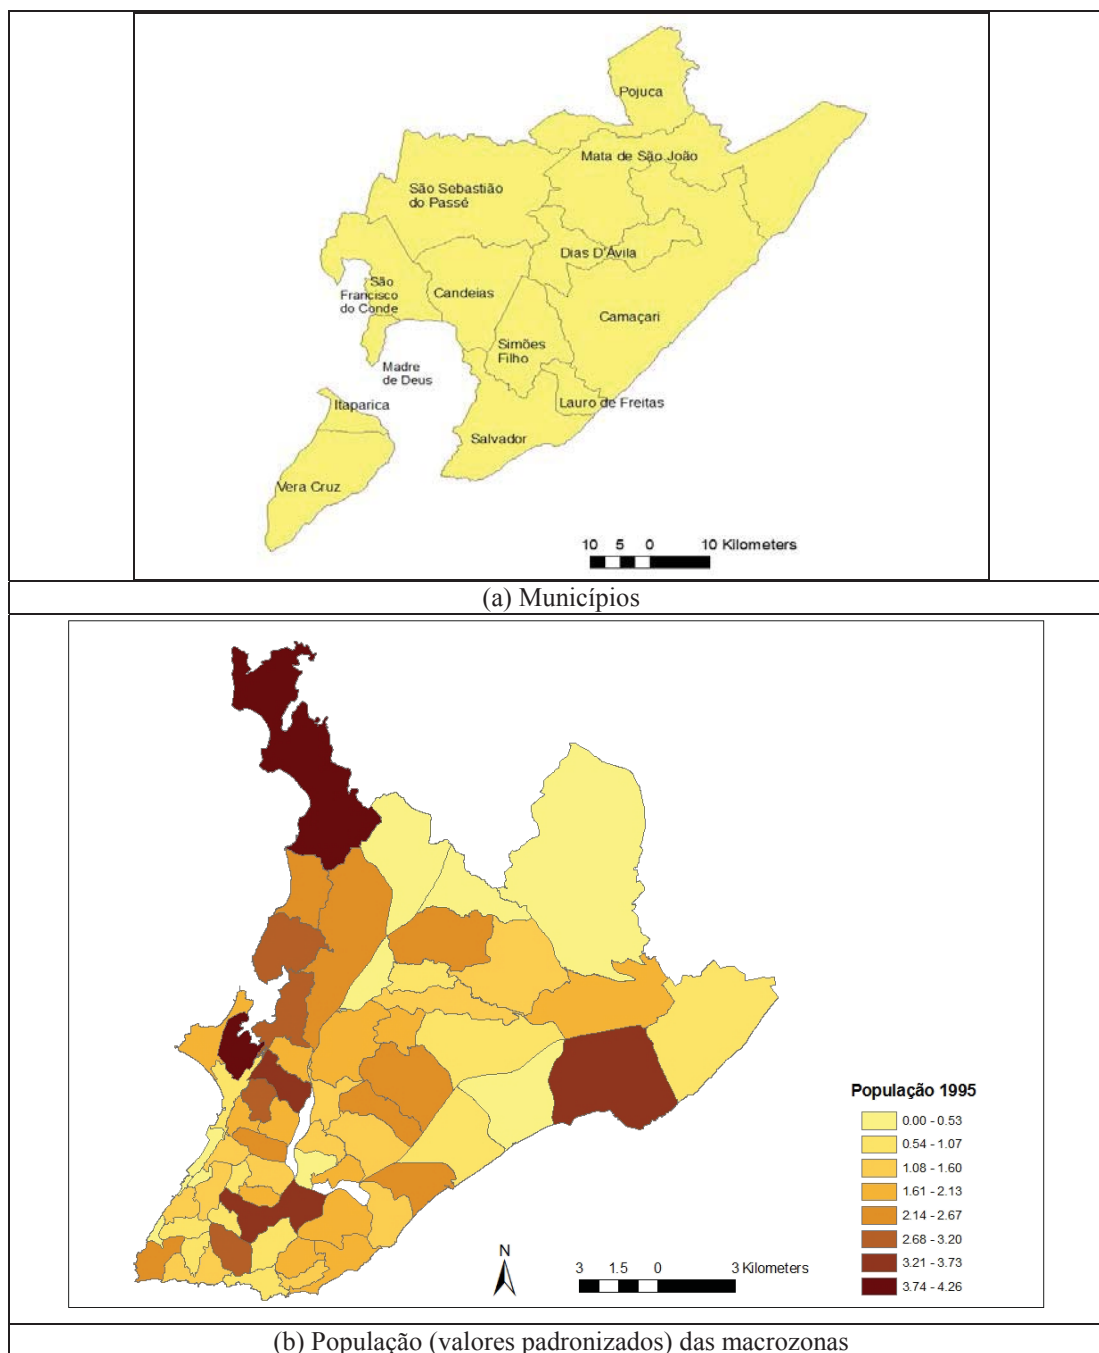 Pojuca
Mata de São João
São Sebastião
do Passé
Dias D'Ávila
São
Francisco
do Conde
Candeias
Camaçari
Simões
Filho
Madre
de Deus
Itaparica
Lauro de Freitas
Salvador
Vera Cruz
10 5 0 10 Kilometers
(a) Municípios
População 1995
0.00 - 0.53
0.54 - 1.07
1.08 - 1.60
1.61 - 2.13
2.14 - 2.67
2.68 - 3.20
3.21 - 3.73
3.74 - 4.26
N
3 1.5 0 3 Kilometers
(b) População (valores padronizados) das macrozonas